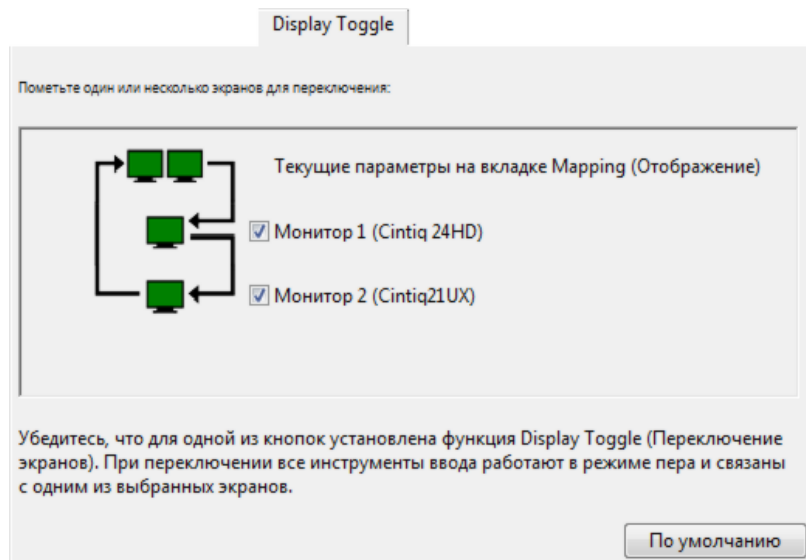 Display Toggle
Пометьте один или несколько экранов для переключения:
Текущие параметры на вкладке Mapping (Отображение)
Монитор 1 (Cintiq 24HD)
Монитор 2 (Cintiq21UX)
Убедитесь, что для одной из кнопок установлена функция Display Toggle (Переключение
экранов). При переключении все инструменты ввода работают в режиме пера и связаны
с одним из выбранных экранов.
По умолчанию